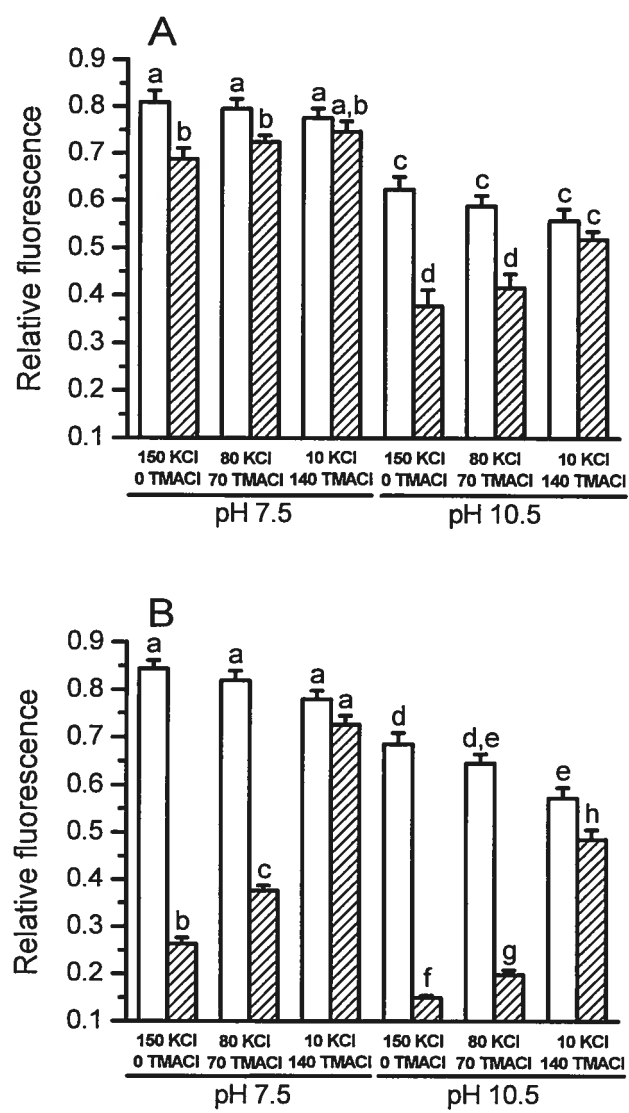 A
0.9
0.8
0.7
0.6
0.5
0.4
0.3
0.2
0.1
Relative fluorescence
a
b
a
b
a
a,b
c
d
c
d
c
c
150 KCl 80 KCl 10 KCl 150 KCl 80 KCl 10 KCl
0 TMACl 70 TMACl 140 TMACl 0 TMACl 70 TMACl 140 TMACl
pH 7.5 pH 10.5
B
0.9
0.8
0.7
0.6
0.5
0.4
0.3
0.2
0.1
Relative fluorescence
a
b
a
c
a
a
d
f
d,e
g
e
h
150 KCl 80 KCl 10 KCl 150 KCl 80 KCl 10 KCl
0 TMACl 70 TMACl 140 TMACl 0 TMACl 70 TMACl 140 TMACl
pH 7.5 pH 10.5